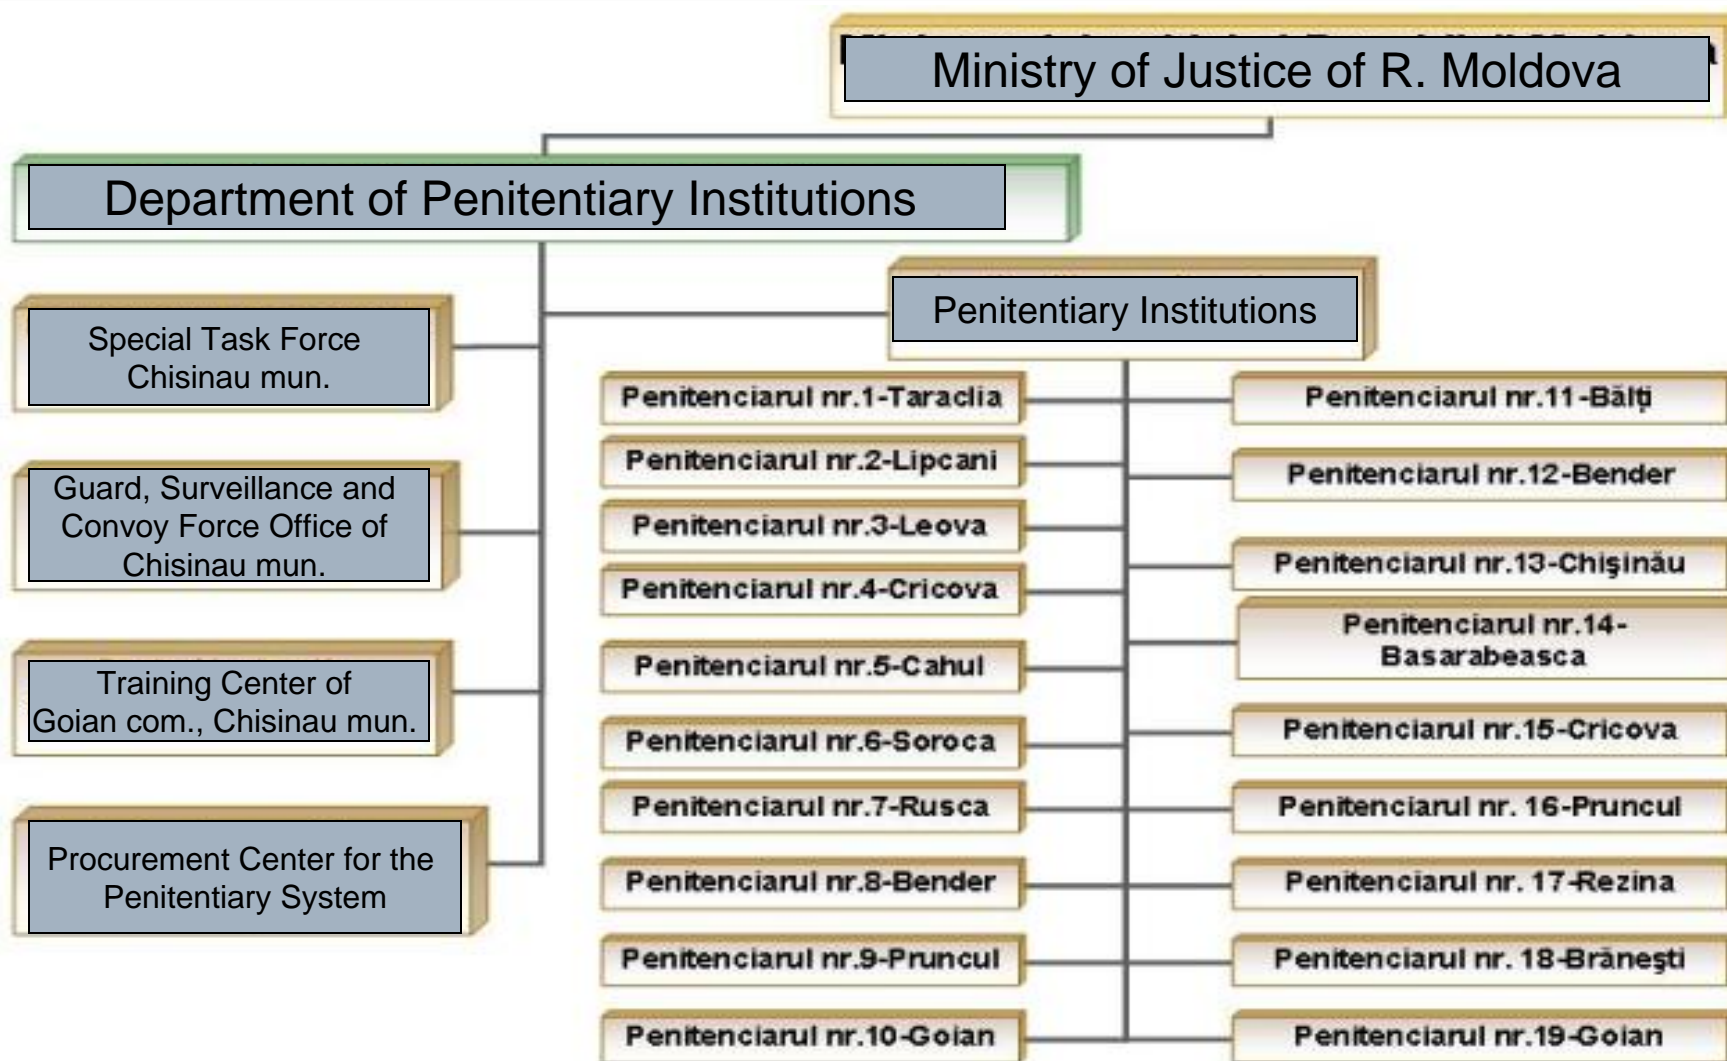 Ministry of Justice of R. Moldova
Department of Penitentiary Institutions
Penitentiary Institutions
Special Task Force
Chisinau mun.
Guard, Surveillance and
Convoy Force Office of
Chisinau mun.
Training Center of
Goian com., Chisinau mun.
Procurement Center for the
Penitentiary System
Penitenciarul nr.1-Taraclia
Penitenciarul nr.2-Lipcani
Penitenciarul nr.3-Leova
Penitenciarul nr.4-Cricova
Penitenciarul nr.5-Cahul
Penitenciarul nr.6-Soroca
Penitenciarul nr.7-Rusca
Penitenciarul nr.8-Bender
Penitenciarul nr.9-Pruncul
Penitenciarul nr.10-Goian
Penitenciarul nr.11-Bălţi
Penitenciarul nr.12-Bender
Penitenciarul nr.13-Chişinău
Penitenciarul nr.14-
Basarabeasca
Penitenciarul nr.15-Cricova
Penitenciarul nr. 16-Pruncul
Penitenciarul nr. 17-Rezina
Penitenciarul nr. 18-Brăneşti
Penitenciarul nr.19-Goian